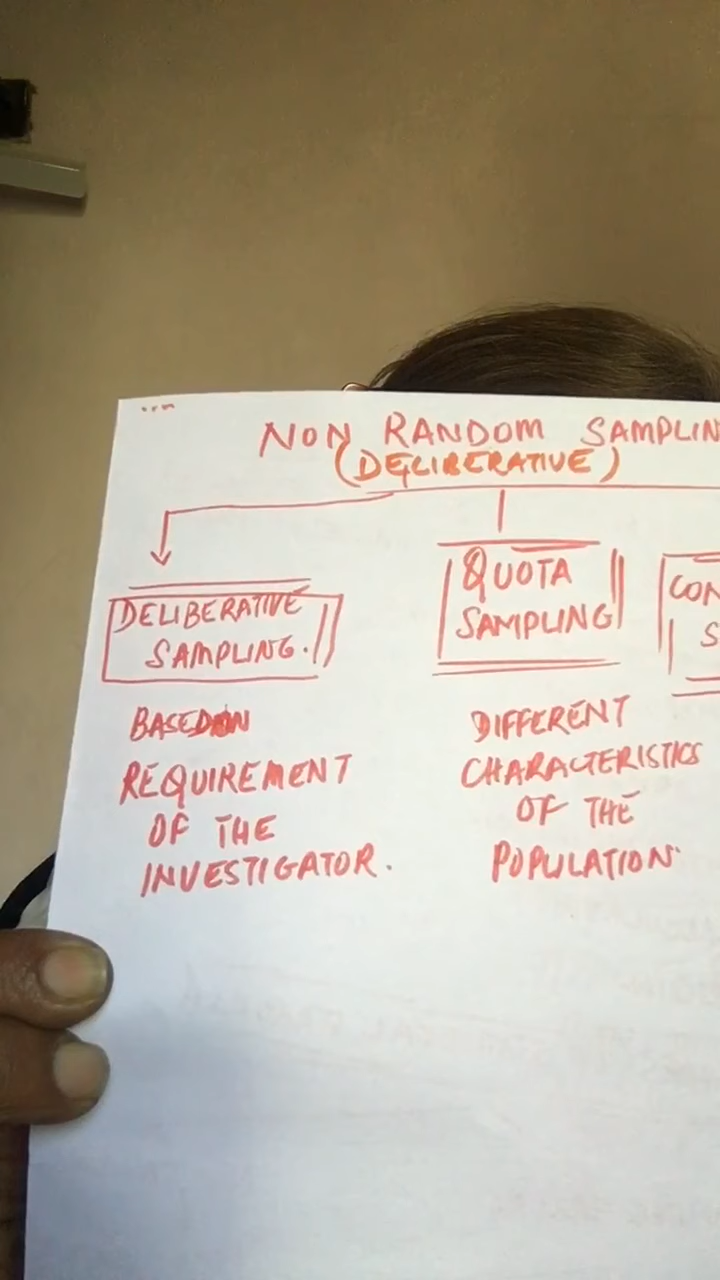 NON RANDOM SAMPLIN
(DELIBERATIVE)
DELIBERATIVE
SAMPLING.
BASED ON
REQUIREMENT
OF THE
INVESTIGATOR.
QUOTA
SAMPLING
DIFFERENT
CHARACTERISTICS
OF THE
POPULATION.
CON
S